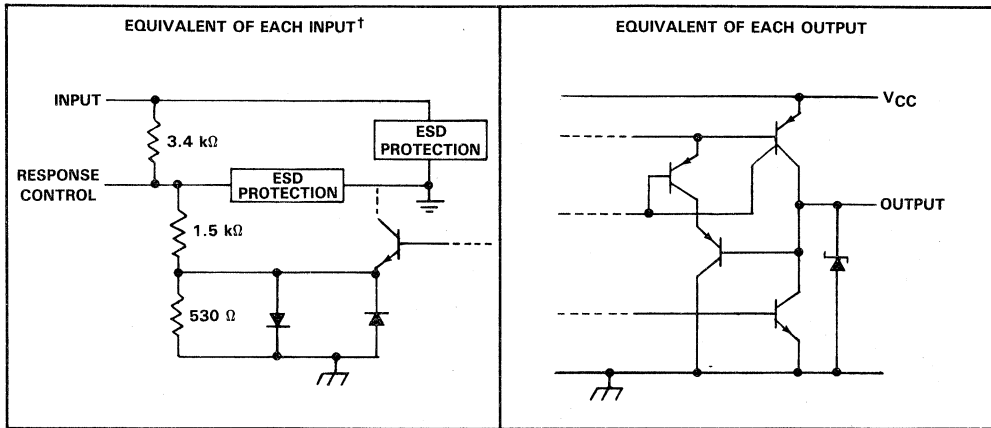 EQUIVALENT OF EACH INPUT†
INPUT
3.4 kΩ
ESD
PROTECTION
RESPONSE
CONTROL
ESD
PROTECTION
1.5 kΩ
530 Ω
EQUIVALENT OF EACH OUTPUT
VCC
OUTPUT